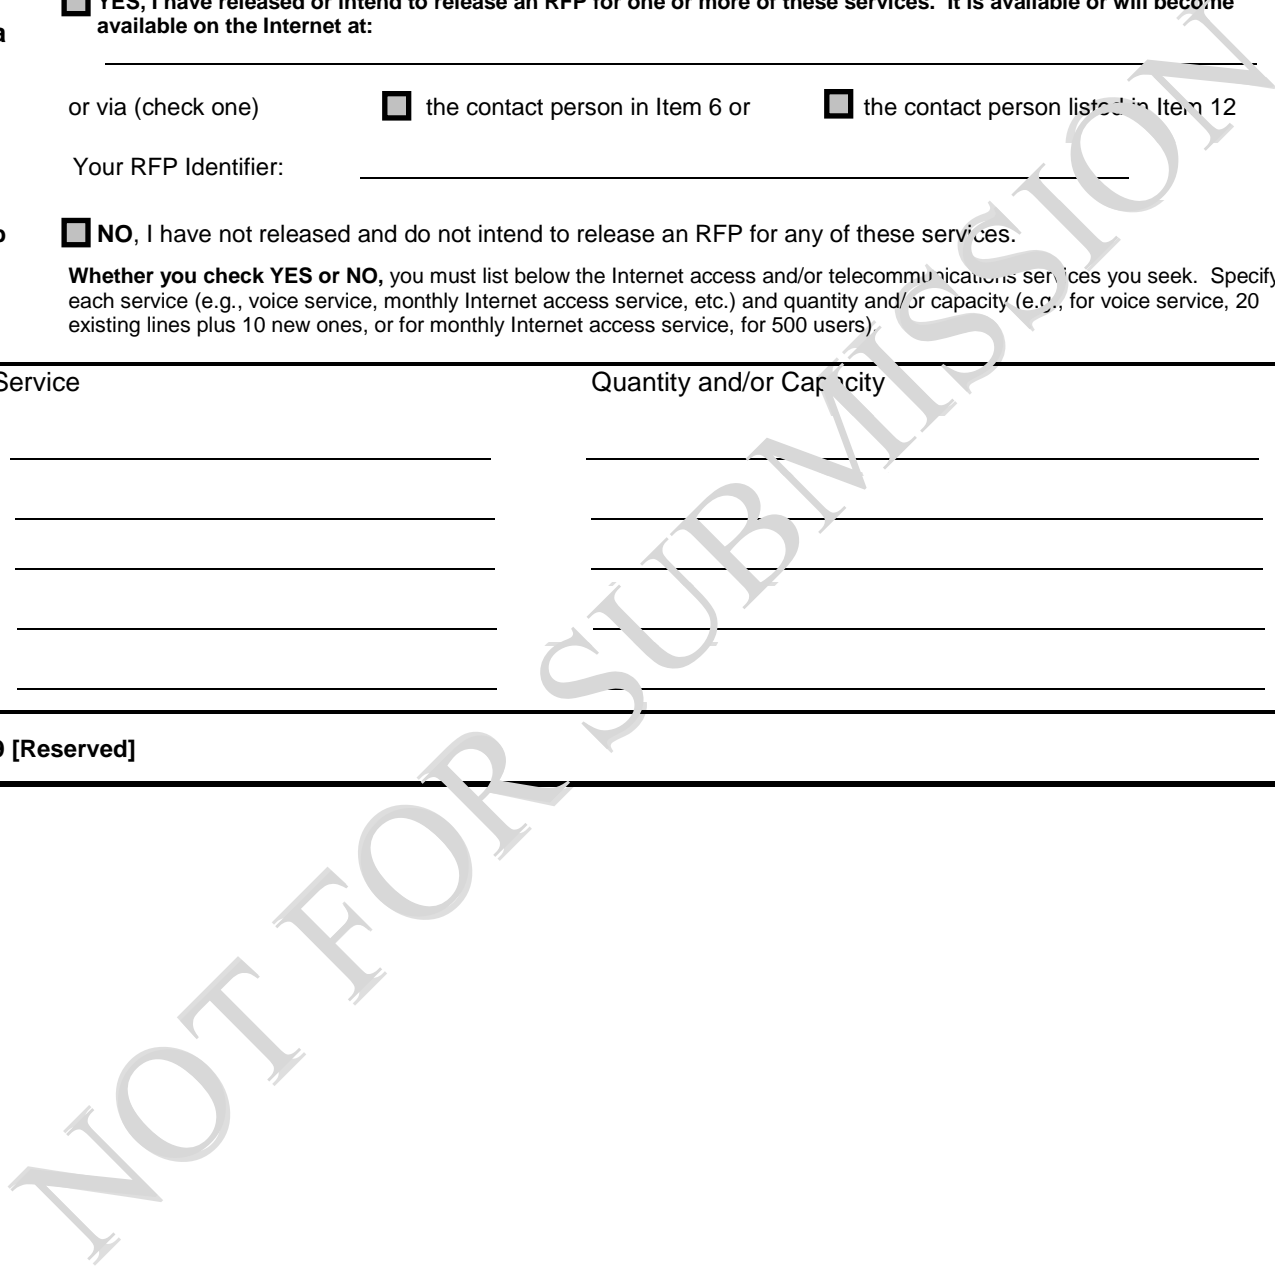 a
YES, I have released or intend to release an RFP for one or more of these services. It is available or will become
available on the Internet at:
or via (check one) the contact person in Item 6 or the contact person listed in Item 12
Your RFP Identifier:
NO, I have not released and do not intend to release an RFP for any of these services.
Whether you check YES or NO, you must list below the Internet access and/or telecommunications services you seek. Specify
each service (e.g., voice service, monthly Internet access service, etc.) and quantity and/or capacity (e.g., for voice service, 20
existing lines plus 10 new ones, or for monthly Internet access service, for 500 users).
Service Quantity and/or Capacity
[Reserved]
NOT FOR SUBMISSION